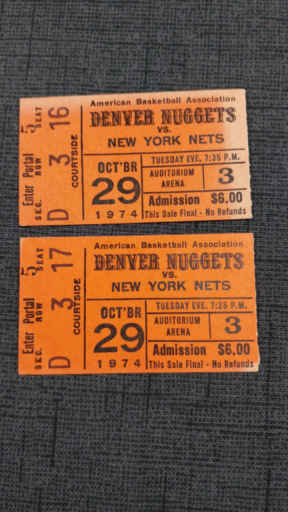 American Basketball Association
DENVER NUGGETS
VS.
NEW YORK NETS
OCT'BR
29
1974
TUESDAY EVE. 7:35 P.M.
AUDITORIUM
ARENA
3
Admission $6.00
This Sale Final - No Refunds
Enter Portal 5
SEC. D
ROW 3
SEAT 16
COURTSIDE
American Basketball Association
DENVER NUGGETS
VS.
NEW YORK NETS
OCT'BR
29
1974
TUESDAY EVE. 7:35 P.M.
AUDITORIUM
ARENA
3
Admission $6.00
This Sale Final - No Refunds
Enter Portal 5
SEC. D
ROW 3
SEAT 17
COURTSIDE